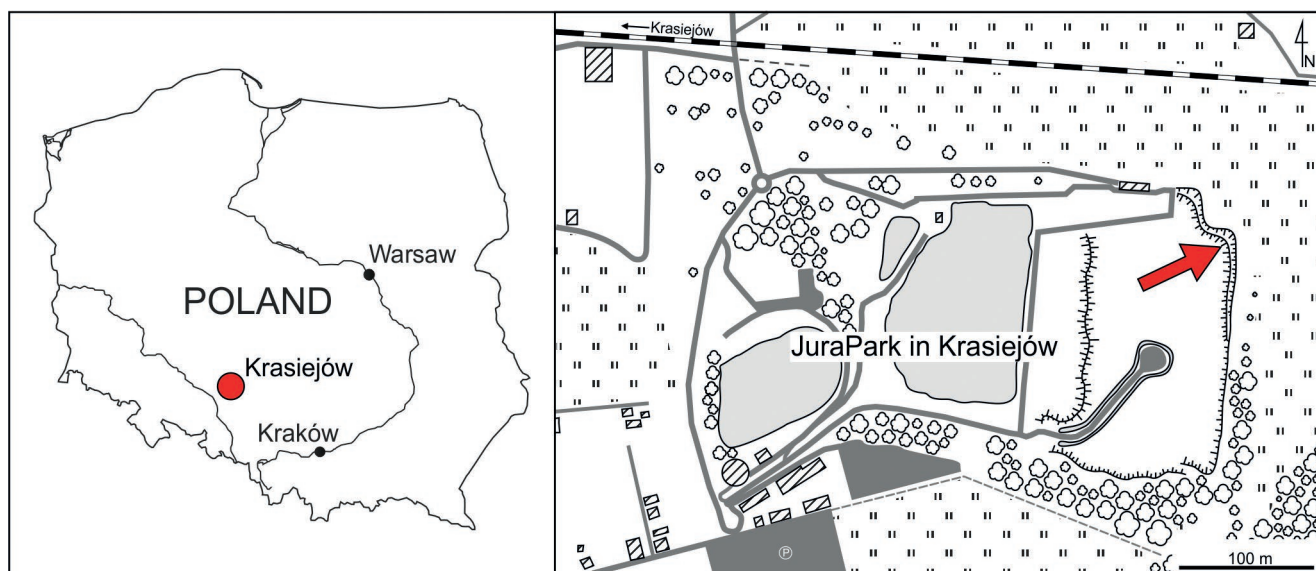 Warsaw
POLAND
Krasiejów
Kraków
Krasiejów
N
JuraPark in Krasiejów
P
100 m